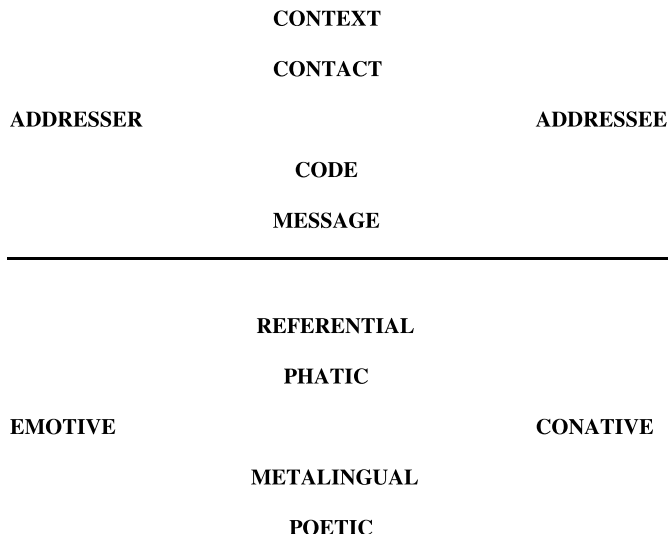 CONTEXT
CONTACT
ADDRESSER ADDRESSEE
CODE
MESSAGE
REFERENTIAL
PHATIC
EMOTIVE CONATIVE
METALINGUAL
POETIC